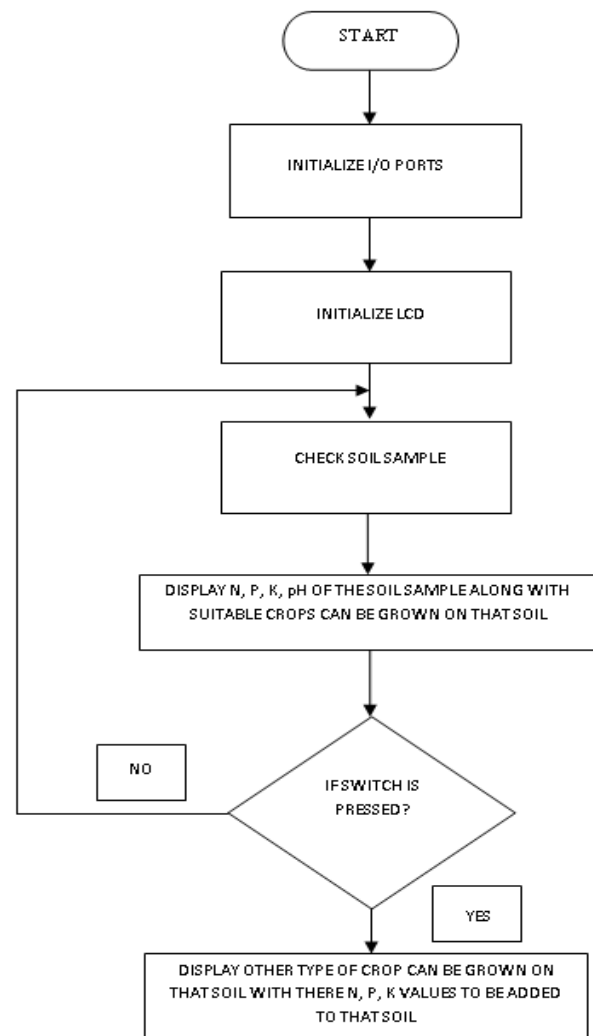 START
INITIALIZE I/O PORTS
INITIALIZE LCD
CHECK SOIL SAMPLE
DISPLAY N, P, K, pH OF THE SOIL SAMPLE ALONG WITH
SUITABLE CROPS CAN BE GROWN ON THAT SOIL
NO
IF SWITCH IS
PRESSED?
YES
DISPLAY OTHER TYPE OF CROP CAN BE GROWN ON
THAT SOIL WITH THERE N, P, K VALUES TO BE ADDED
TO THAT SOIL